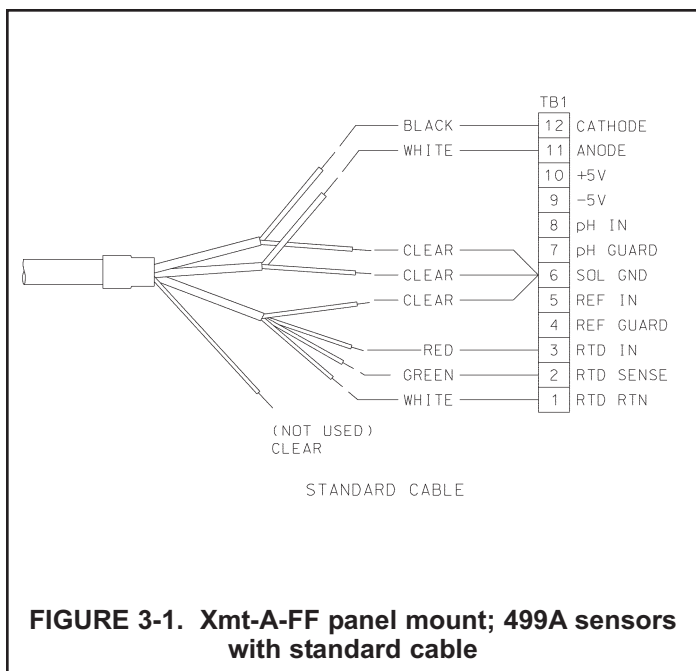 TB1
BLACK 12 CATHODE
WHITE 11 ANODE
10 +5V
9 -5V
8 pH IN
CLEAR 7 pH GUARD
CLEAR 6 SOL GND
CLEAR 5 REF IN
4 REF GUARD
RED 3 RTD IN
GREEN 2 RTD SENSE
WHITE 1 RTD RTN
(NOT USED)
CLEAR
STANDARD CABLE
FIGURE 3-1. Xmt-A-FF panel mount; 499A sensors
with standard cable